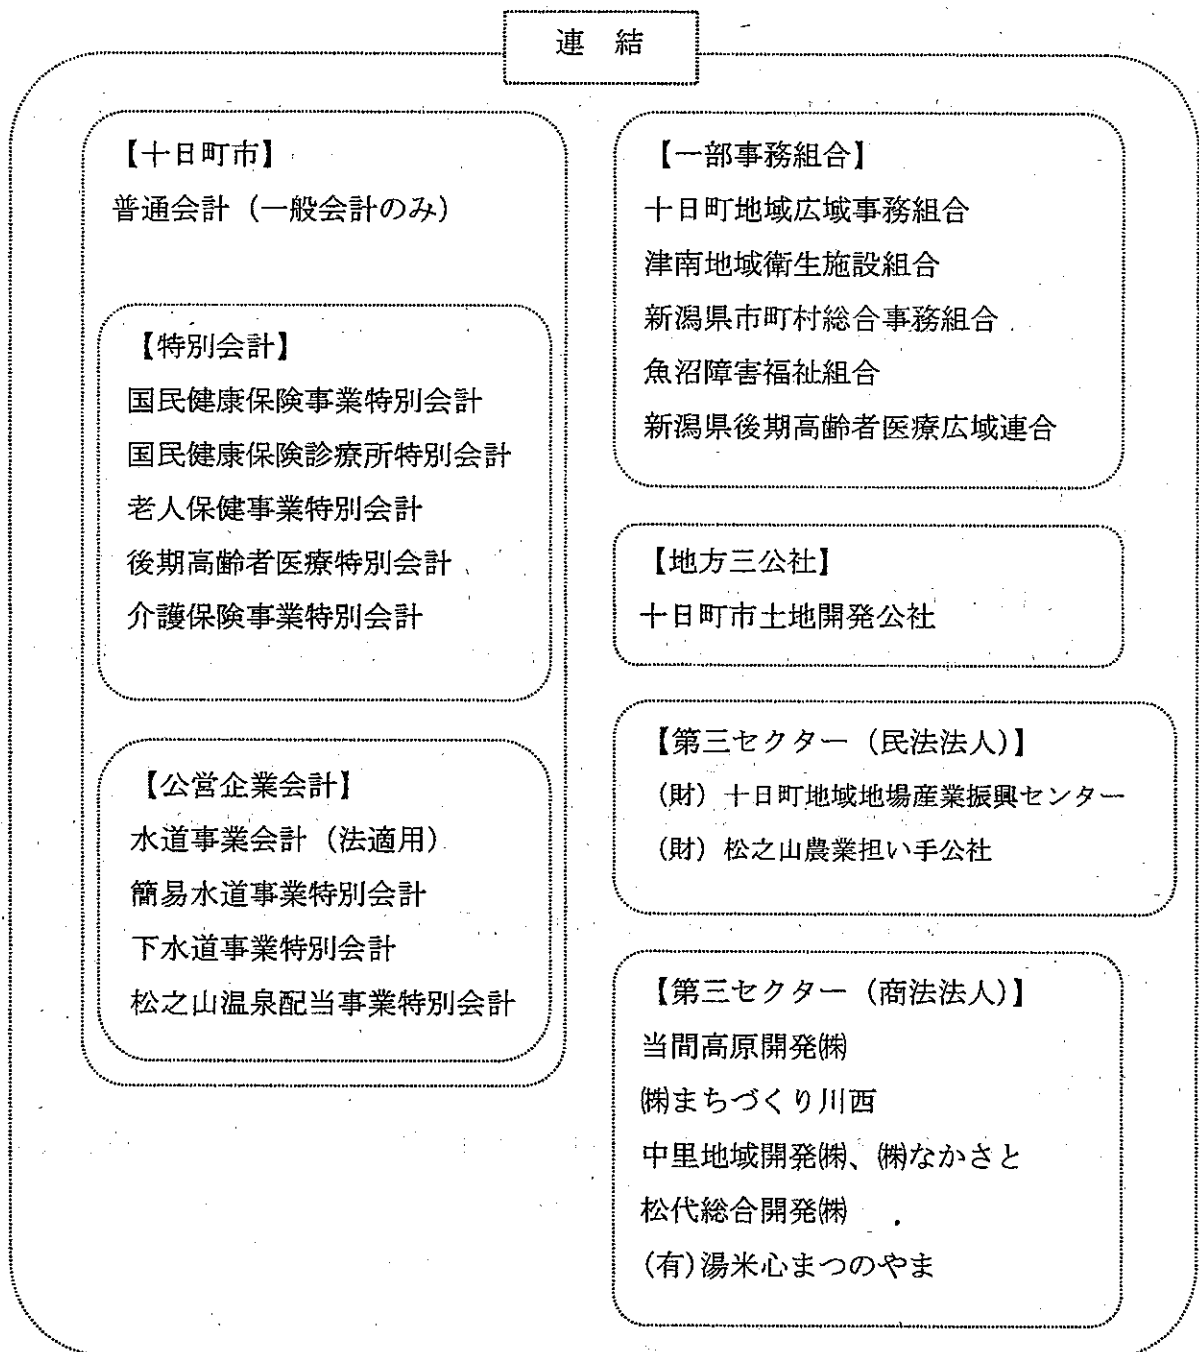 連 結
【十日町市】
普通会計（一般会計のみ）
【特別会計】
国民健康保険事業特別会計
国民健康保険診療所特別会計
老人保健事業特別会計
後期高齢者医療特別会計
介護保険事業特別会計
【公営企業会計】
水道事業会計（法適用）
簡易水道事業特別会計
下水道事業特別会計
松之山温泉配当事業特別会計
【一部事務組合】
十日町地域広域事務組合
津南地域衛生施設組合
新潟県市町村総合事務組合
魚沼障害福祉組合
新潟県後期高齢者医療広域連合
【地方三公社】
十日町市土地開発公社
【第三セクター（民法法人）】
（財）十日町地域地場産業振興センター
（財）松之山農業担い手公社
【第三セクター（商法法人）】
当間高原開発㈱
㈱まちづくり川西
中里地域開発㈱、㈱なかさと
松代総合開発㈱
(有)湯米心まつのやま